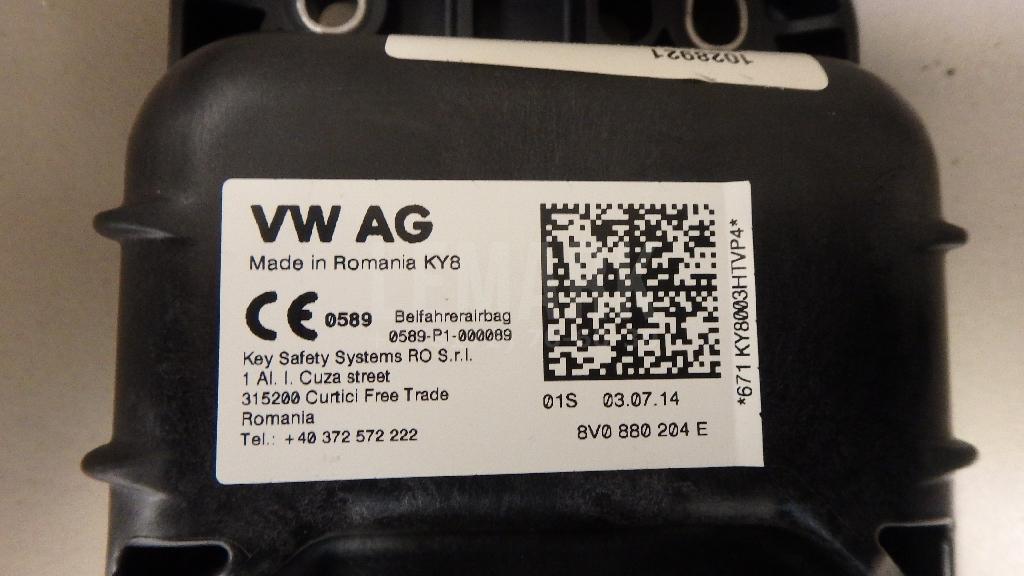 1028921
VW AG
Made in Romania KY8
CE 0589 Beifahrerairbag
0589-P1-000089
Key Safety Systems RO S.r.l.
1 Al. I. Cuza street
315200 Curtici Free Trade
Romania
Tel.: +40 372 572 222
01S 03.07.14
8V0 880 204 E
*671 KY8003HTVP4*